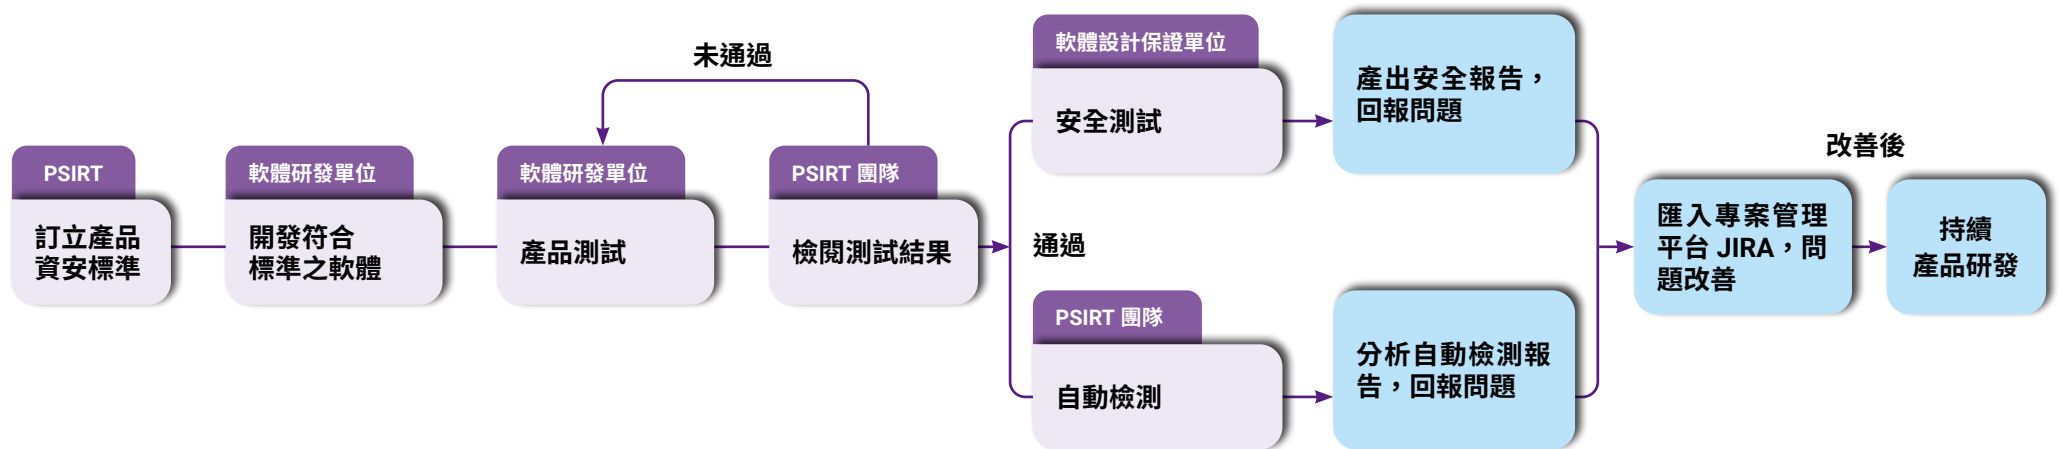 PSIRT
訂立產品
資安標準
軟體研發單位
開發符合
標準之軟體
軟體研發單位
產品測試
未通過
PSIRT 團隊
檢閱測試結果
通過
軟體設計保證單位
安全測試
產出安全報告，
回報問題
PSIRT 團隊
自動檢測
分析自動檢測報
告，回報問題
匯入專案管理
平台 JIRA，問
題改善
改善後
持續
產品研發